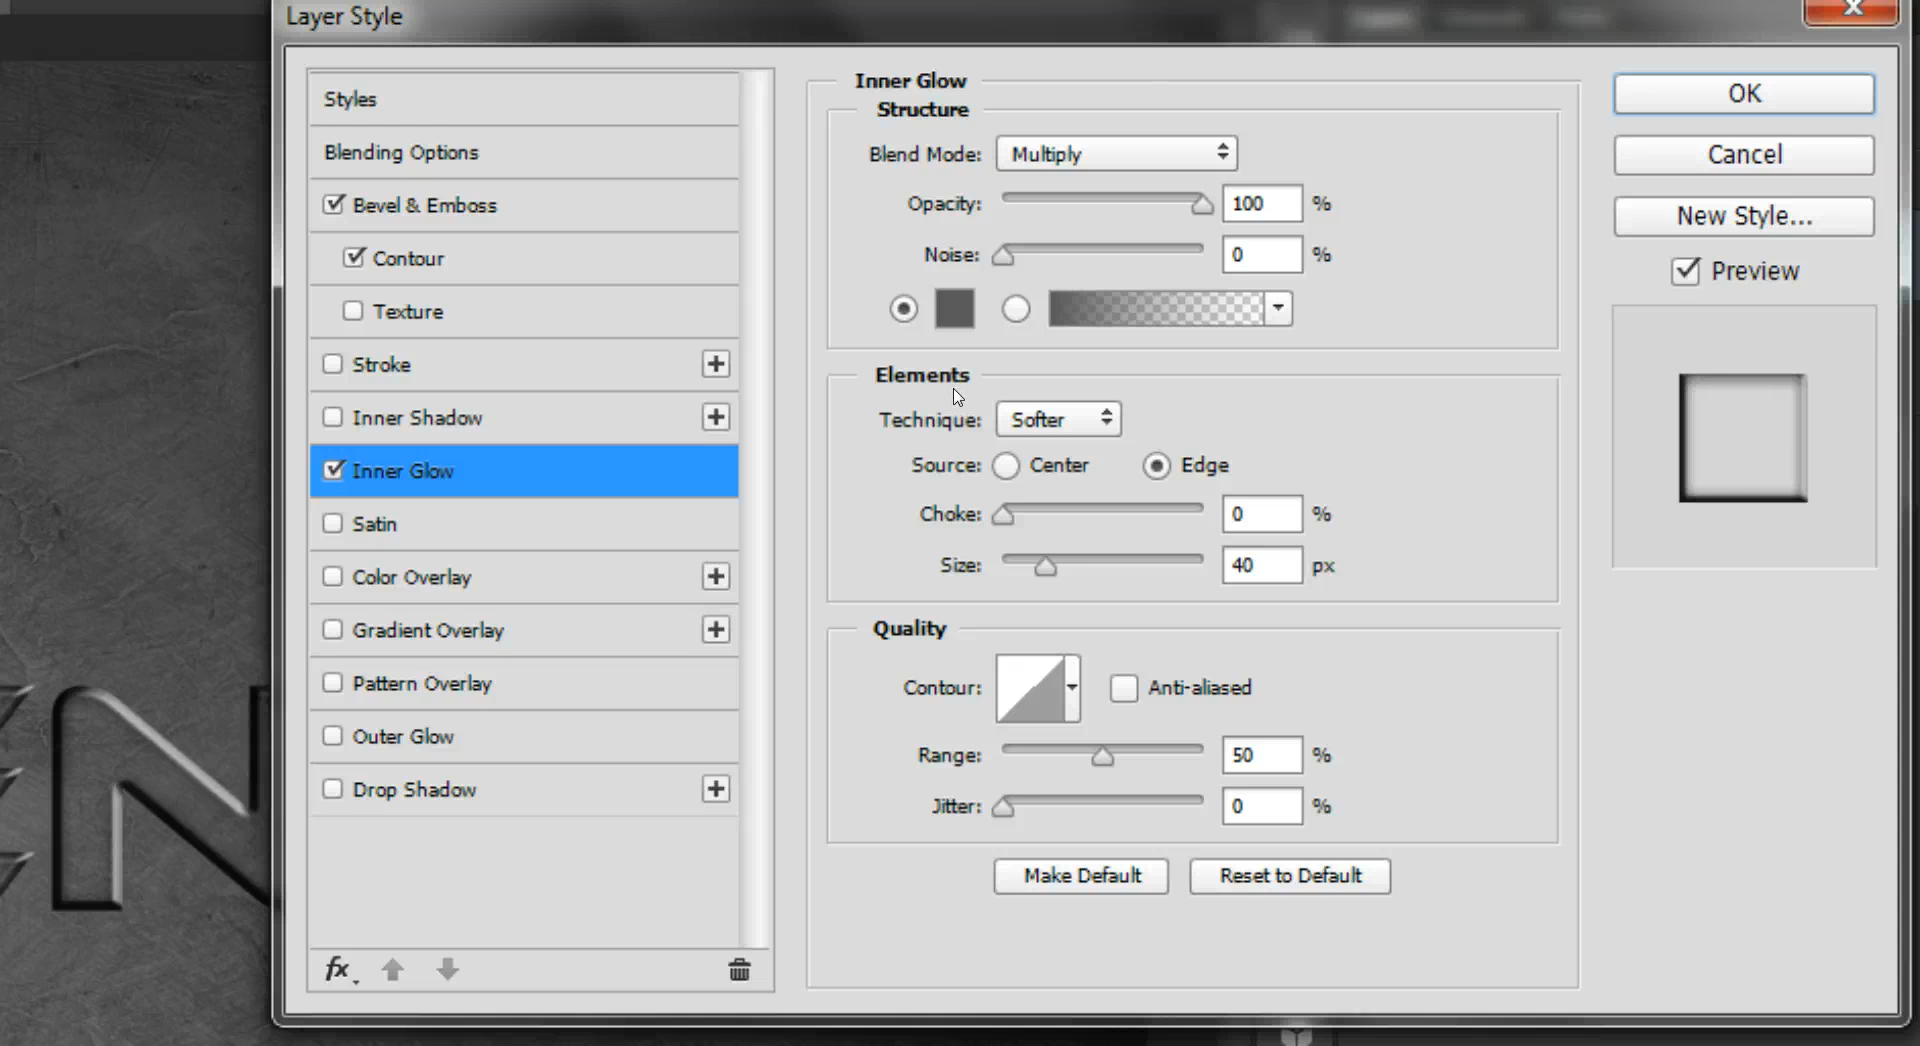 Layer Style
Styles
Blending Options
Bevel & Emboss
Contour
Texture
Stroke
Inner Shadow
Inner Glow
Satin
Color Overlay
Gradient Overlay
Pattern Overlay
Outer Glow
Drop Shadow
fx
Inner Glow
Structure
Blend Mode: Multiply
Opacity: 100 %
Noise: 0 %
Elements
Technique: Softer
Source: Center Edge
Choke: 0 %
Size: 40 px
Quality
Contour: Anti-aliased
Range: 50 %
Jitter: 0 %
Make Default Reset to Default
OK
Cancel
New Style...
Preview
N